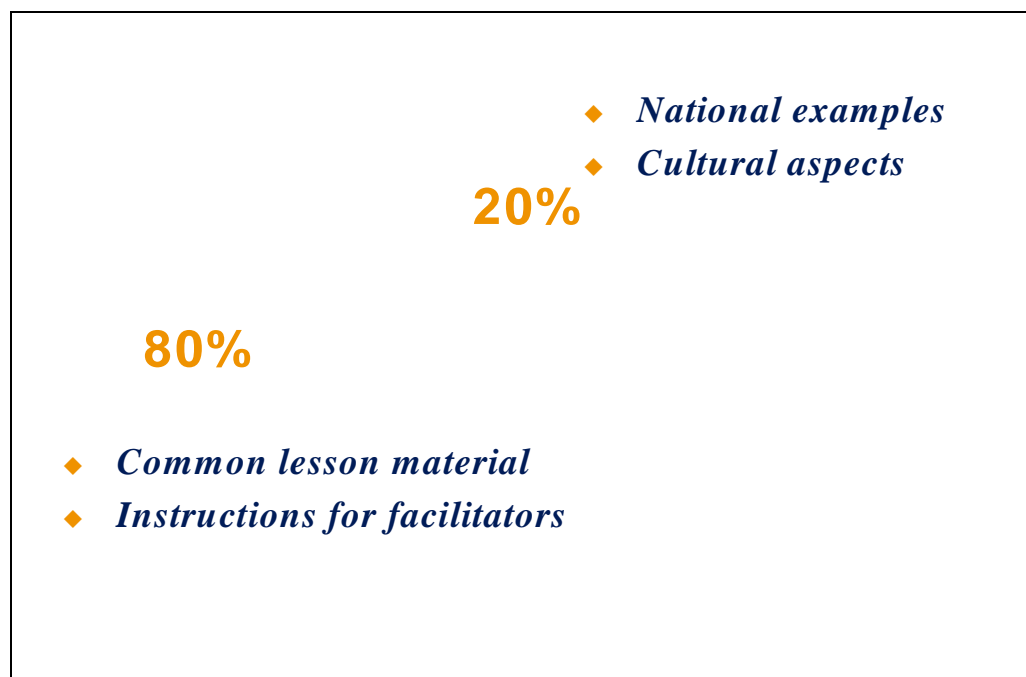 ◆ National examples
◆ Cultural aspects
20%
80%
◆ Common lesson material
◆ Instructions for facilitators